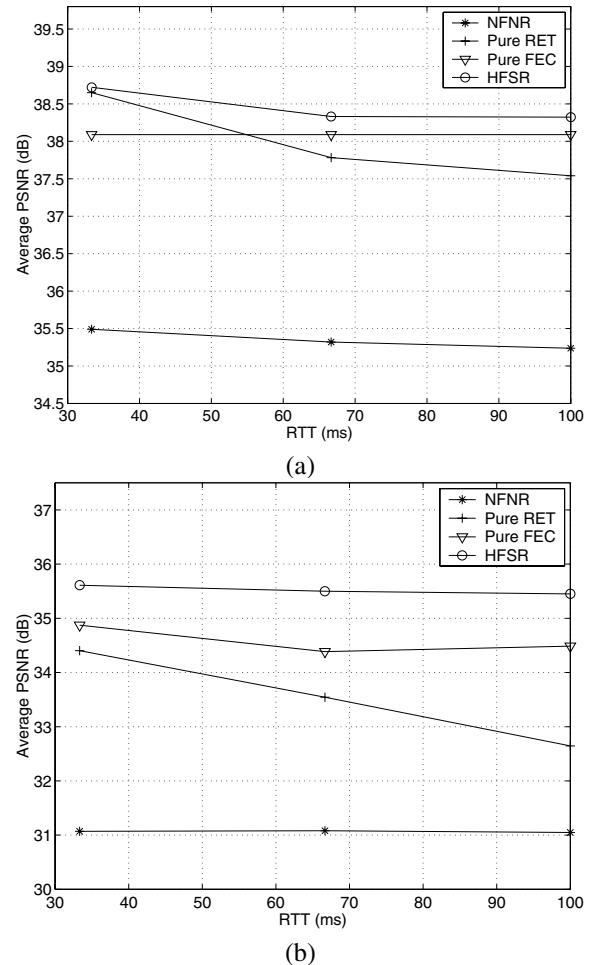 39.5
39
38.5
38
37.5
37
36.5
36
35.5
35
34.5
Average PSNR (dB)
30 40 50 60 70 80 90 100
RTT (ms)
NFNR
Pure RET
Pure FEC
HFSR
(a)
37
36
35
34
33
32
31
30
Average PSNR (dB)
30 40 50 60 70 80 90 100
RTT (ms)
NFNR
Pure RET
Pure FEC
HFSR
(b)